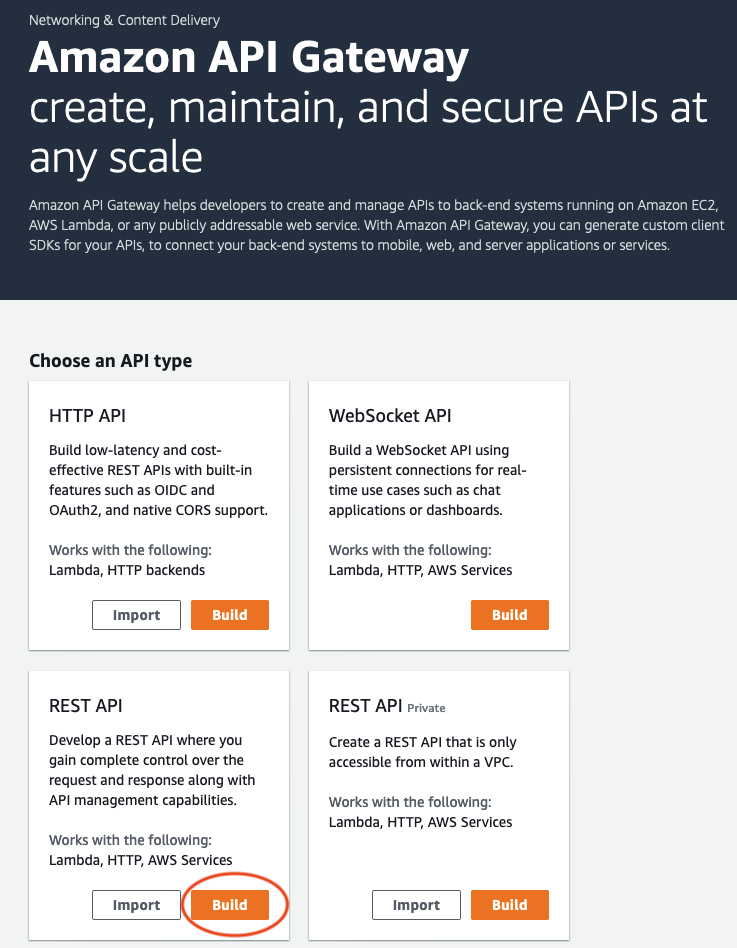 Networking & Content Delivery
Amazon API Gateway
create, maintain, and secure APIs at
any scale
Amazon API Gateway helps developers to create and manage APIs to back-end systems running on Amazon EC2,
AWS Lambda, or any publicly addressable web service. With Amazon API Gateway, you can generate custom client
SDKs for your APIs, to connect your back-end systems to mobile, web, and server applications or services.
Choose an API type
HTTP API
Build low-latency and cost-
effective REST APIs with built-in
features such as OIDC and
OAuth2, and native CORS support.
Works with the following:
Lambda, HTTP backends
Import
Build
WebSocket API
Build a WebSocket API using
persistent connections for real-
time use cases such as chat
applications or dashboards.
Works with the following:
Lambda, HTTP, AWS Services
Build
REST API
Develop a REST API where you
gain complete control over the
request and response along with
API management capabilities.
Works with the following:
Lambda, HTTP, AWS Services
Import
Build
REST API Private
Create a REST API that is only
accessible from within a VPC.
Works with the following:
Lambda, HTTP, AWS Services
Import
Build